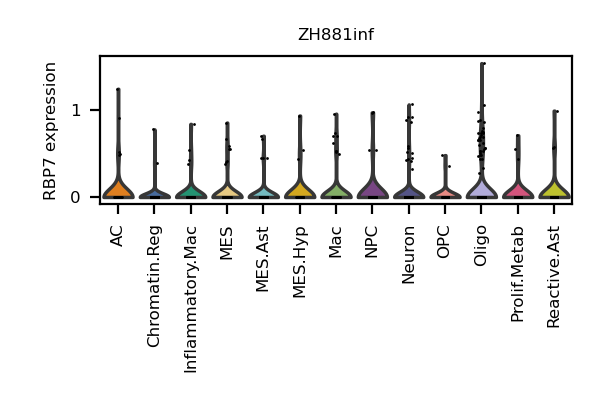 ZH881inf
RBP7 expression
1
0
AC
Chromatin.Reg
Inflammatory.Mac
MES
MES.Ast
MES.Hyp
Mac
NPC
Neuron
OPC
Oligo
Prolif.Metab
Reactive.Ast